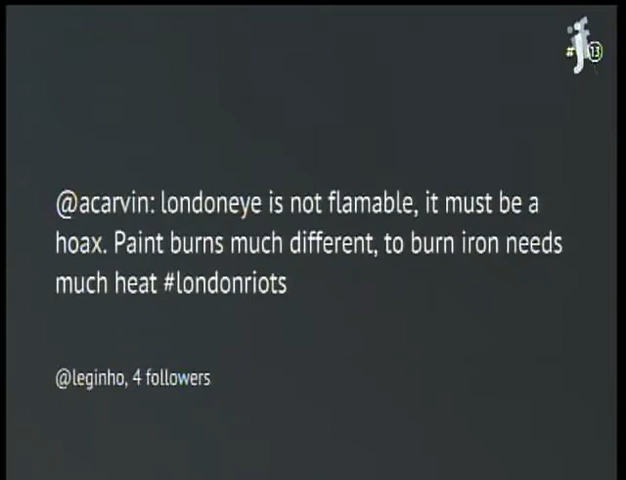 #ijf13
@acarvin: londoneye is not flamable, it must be a
hoax. Paint burns much different, to burn iron needs
much heat #londonriots
@leginho, 4 followers